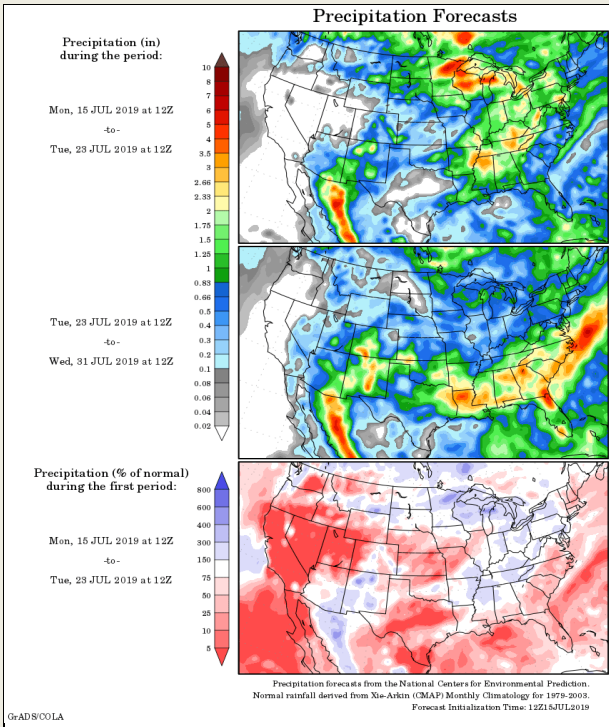 Precipitation Forecasts
Precipitation (in)
during the period:
Mon, 15 JUL 2019 at 12Z
-to-
Tue, 23 JUL 2019 at 12Z
10
8
7
6
5
4
3.5
3
2.66
2.33
2
1.75
1.5
1.25
1
0.83
0.66
0.5
0.4
0.3
0.2
0.1
0.08
0.06
0.04
0.02
Tue, 23 JUL 2019 at 12Z
-to-
Wed, 31 JUL 2019 at 12Z
Precipitation (% of normal)
during the first period:
Mon, 15 JUL 2019 at 12Z
-to-
Tue, 23 JUL 2019 at 12Z
800
600
400
300
150
75
50
25
10
5
Precipitation forecasts from the National Centers for Environmental Prediction.
Normal rainfall derived from Xie-Arkin (CMAP) Monthly Climatology for 1979-2003.
Forecast Initialization Time: 12Z15JUL2019
GrADS/COLA